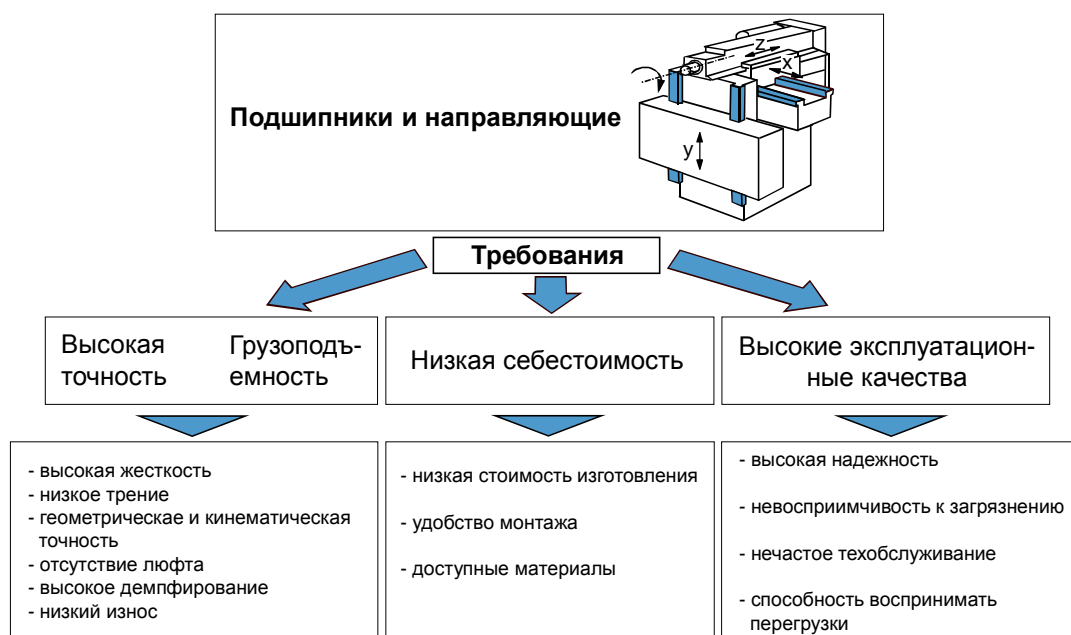 Подшипники и направляющие
z
x
y
Требования
Высокая
точность
Грузоподъ-
емность
Низкая себестоимость
Высокие эксплуатацион-
ные качества
- высокая жесткость
- низкое трение
- геометрическае и кинематическая
точность
- отсутствие люфта
- высокое демпфирование
- низкий износ
- низкая стоимость изготовления
- удобство монтажа
- доступные материалы
- высокая надежность
- невосприимчивость к загрязнению
- нечастое техобслуживание
- способность воспринимать
перегрузки